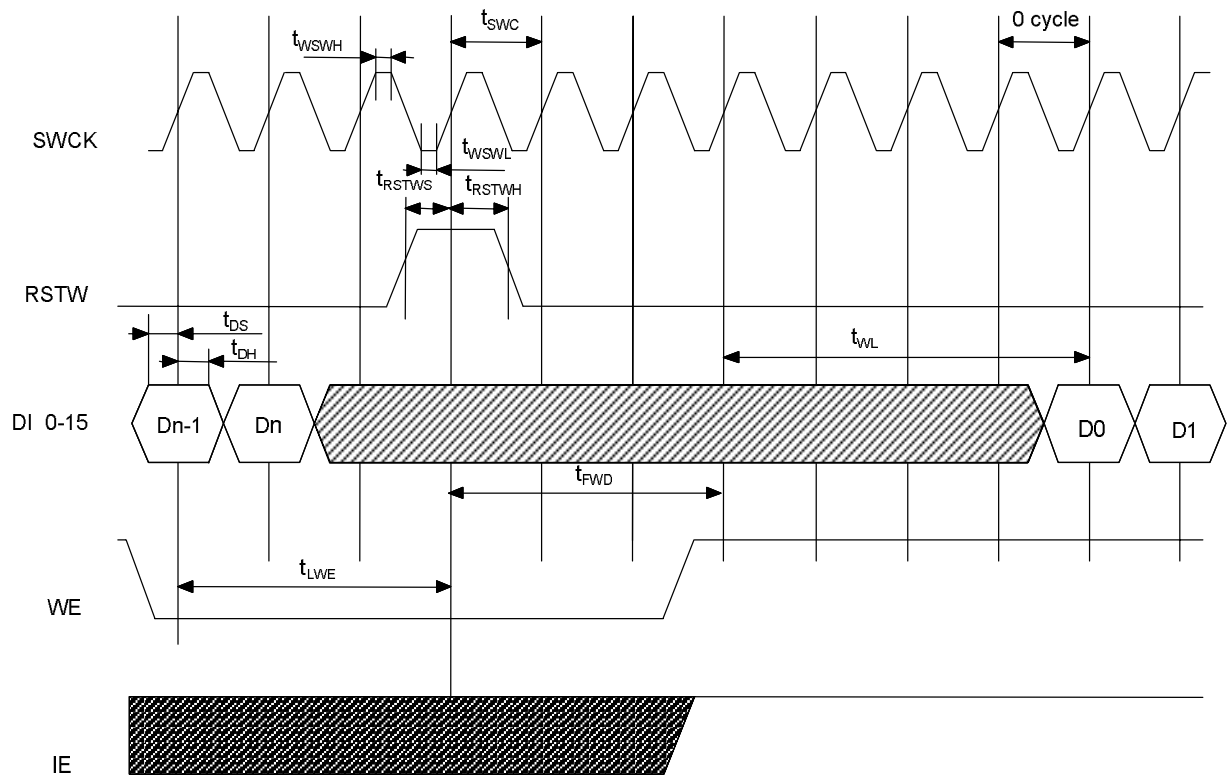 tSWC
0 cycle
tWSWH
SWCK
tWSWL
tRSTWS
tRSTWH
RSTW
tDS
tDH
tWL
DI 0-15
Dn-1
Dn
D0
D1
tFWD
tLWE
WE
IE